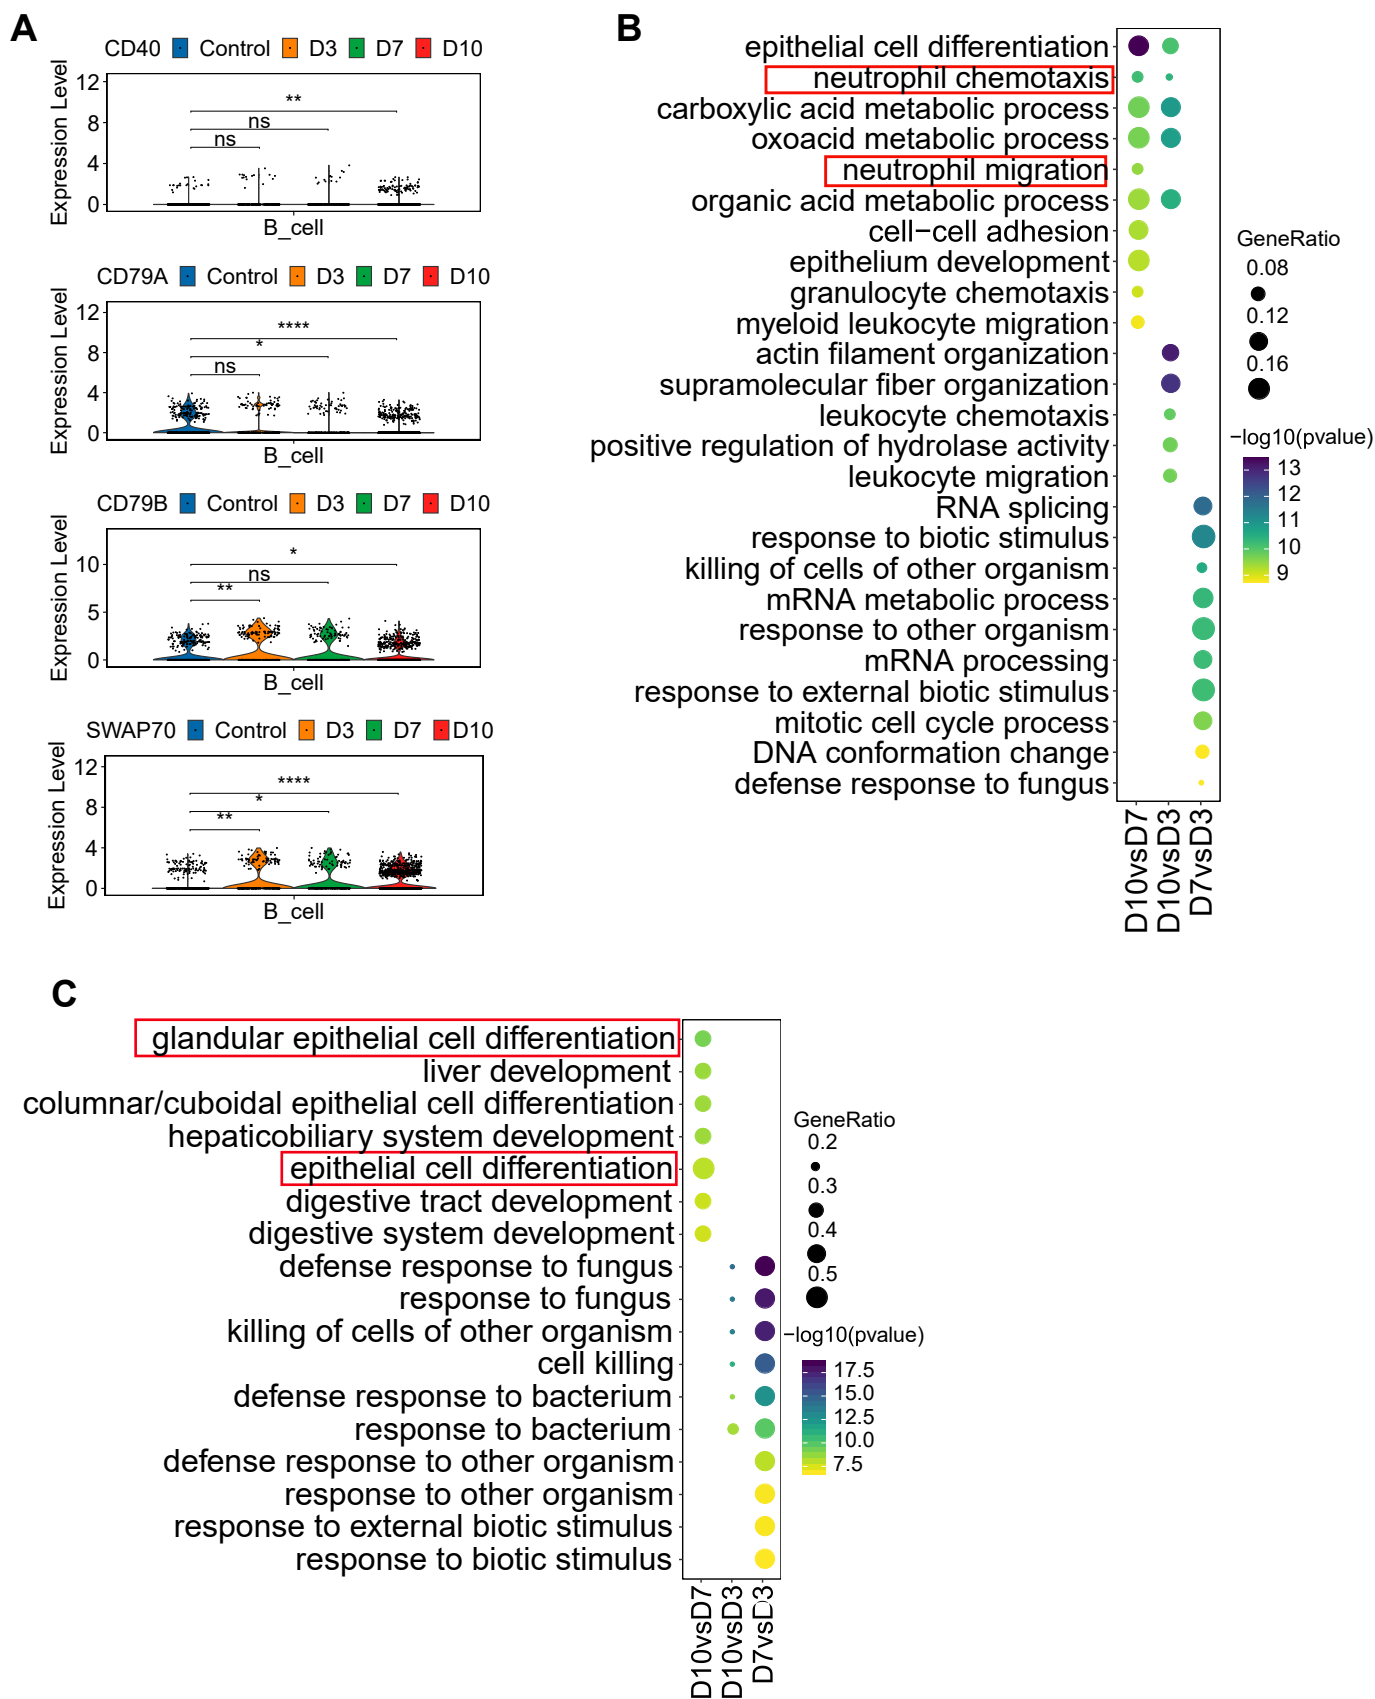 A
CD40 Control D3 D7 D10
Expression Level
12
8
4
0
**
ns
ns
B_cell
CD79A Control D3 D7 D10
Expression Level
12
8
4
0
****
*
ns
B_cell
CD79B Control D3 D7 D10
Expression Level
10
5
0
*
ns
**
B_cell
SWAP70 Control D3 D7 D10
Expression Level
12
8
4
0
****
*
**
B_cell
B
epithelial cell differentiation
neutrophil chemotaxis
carboxylic acid metabolic process
oxoacid metabolic process
neutrophil migration
organic acid metabolic process
cell−cell adhesion
epithelium development
granulocyte chemotaxis
myeloid leukocyte migration
actin filament organization
supramolecular fiber organization
leukocyte chemotaxis
positive regulation of hydrolase activity
leukocyte migration
RNA splicing
response to biotic stimulus
killing of cells of other organism
mRNA metabolic process
response to other organism
mRNA processing
response to external biotic stimulus
mitotic cell cycle process
DNA conformation change
defense response to fungus
D10vsD7
D10vsD3
D7vsD3
GeneRatio
0.08
0.12
0.16
−log10(pvalue)
13
12
11
10
9
C
glandular epithelial cell differentiation
liver development
columnar/cuboidal epithelial cell differentiation
hepaticobiliary system development
epithelial cell differentiation
digestive tract development
digestive system development
defense response to fungus
response to fungus
killing of cells of other organism
cell killing
defense response to bacterium
response to bacterium
defense response to other organism
response to other organism
response to external biotic stimulus
response to biotic stimulus
D10vsD7
D10vsD3
D7vsD3
GeneRatio
0.2
0.3
0.4
0.5
−log10(pvalue)
17.5
15.0
12.5
10.0
7.5